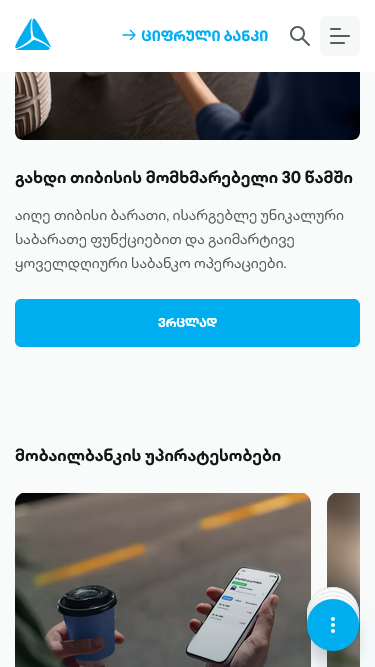 → ციფრული ბანკი
გახდი თიბისის მომხმარებელი 30 წამში
აიღე თიბისი ბარათი, ისარგებლე უნიკალური
საბარათე ფუნქციებით და გაიმარტივე
ყოველდღიური საბანკო ოპერაციები.
ვრცლად
მობაილბანკის უპირატესობები